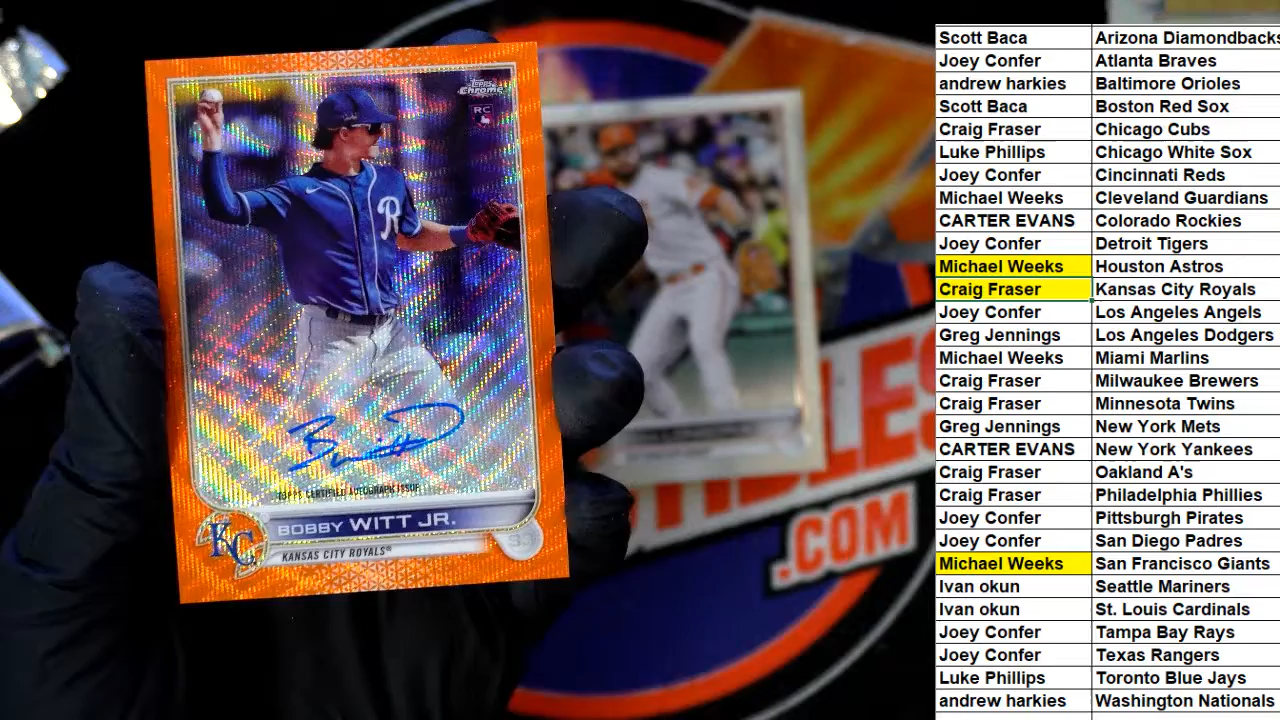 Topps
Chrome
RC
R
TOPPS CERTIFIED AUTOGRAPH ISSUE
BOBBY WITT JR.
KC
KANSAS CITY ROYALS®
33
.COM
Scott Baca Arizona Diamondbacks
Joey Confer Atlanta Braves
andrew harkies Baltimore Orioles
Scott Baca Boston Red Sox
Craig Fraser Chicago Cubs
Luke Phillips Chicago White Sox
Joey Confer Cincinnati Reds
Michael Weeks Cleveland Guardians
CARTER EVANS Colorado Rockies
Joey Confer Detroit Tigers
Michael Weeks Houston Astros
Craig Fraser Kansas City Royals
Joey Confer Los Angeles Angels
Greg Jennings Los Angeles Dodgers
Michael Weeks Miami Marlins
Craig Fraser Milwaukee Brewers
Craig Fraser Minnesota Twins
Greg Jennings New York Mets
CARTER EVANS New York Yankees
Craig Fraser Oakland A's
Craig Fraser Philadelphia Phillies
Joey Confer Pittsburgh Pirates
Joey Confer San Diego Padres
Michael Weeks San Francisco Giants
Ivan okun Seattle Mariners
Ivan okun St. Louis Cardinals
Joey Confer Tampa Bay Rays
Joey Confer Texas Rangers
Luke Phillips Toronto Blue Jays
andrew harkies Washington Nationals